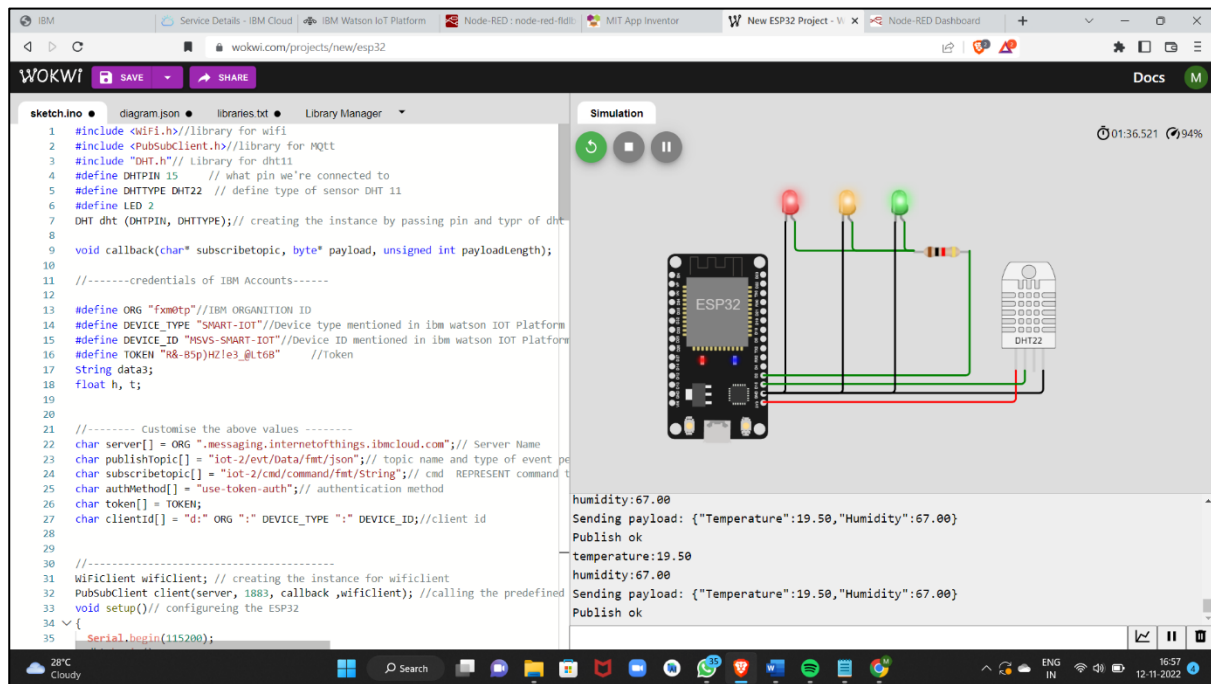 IBM
Service Details - IBM Cloud
IBM Watson IoT Platform
Node-RED : node-red-fldib
MIT App Inventor
New ESP32 Project - W
Node-RED Dashboard
wokwi.com/projects/new/esp32
WOKWI
SAVE
SHARE
Docs
M
sketch.ino
diagram.json
libraries.txt
Library Manager
1 #include <WiFi.h>//library for wifi
2 #include <PubSubClient.h>//library for MQtt
3 #include "DHT.h"// Library for dht11
4 #define DHTPIN 15 // what pin we're connected to
5 #define DHTTYPE DHT22 // define type of sensor DHT 11
6 #define LED 2
7 DHT dht (DHTPIN, DHTTYPE);// creating the instance by passing pin and typr of dht
8
9 void callback(char* subscribetopic, byte* payload, unsigned int payloadLength);
10
11 //-------credentials of IBM Accounts------
12
13 #define ORG "fxm0tp"//IBM ORGANITION ID
14 #define DEVICE_TYPE "SMART-IOT"//Device type mentioned in ibm watson IOT Platform
15 #define DEVICE_ID "MSVS-SMART-IOT"//Device ID mentioned in ibm watson IOT Platform
16 #define TOKEN "R&-B5p)HZ!e3_@Lt6B" //Token
17 String data3;
18 float h, t;
19
20
21 //-------- Customise the above values --------
22 char server[] = ORG ".messaging.internetofthings.ibmcloud.com";// Server Name
23 char publishTopic[] = "iot-2/evt/Data/fmt/json";// topic name and type of event pe
24 char subscribetopic[] = "iot-2/cmd/command/fmt/String";// cmd REPRESENT command t
25 char authMethod[] = "use-token-auth";// authentication method
26 char token[] = TOKEN;
27 char clientId[] = "d:" ORG ":" DEVICE_TYPE ":" DEVICE_ID;//client id
28
29
30 //-----------------------------------------
31 WiFiClient wifiClient; // creating the instance for wificlient
32 PubSubClient client(server, 1883, callback ,wifiClient); //calling the predefined
33 void setup()// configureing the ESP32
34 {
35 Serial.begin(115200);
Simulation
01:36.521
94%
ESP32
DHT22
humidity:67.00
Sending payload: {"Temperature":19.50,"Humidity":67.00}
Publish ok
temperature:19.50
humidity:67.00
Sending payload: {"Temperature":19.50,"Humidity":67.00}
Publish ok
28°C
Cloudy
Search
35
ENG
IN
16:57
12-11-2022
4